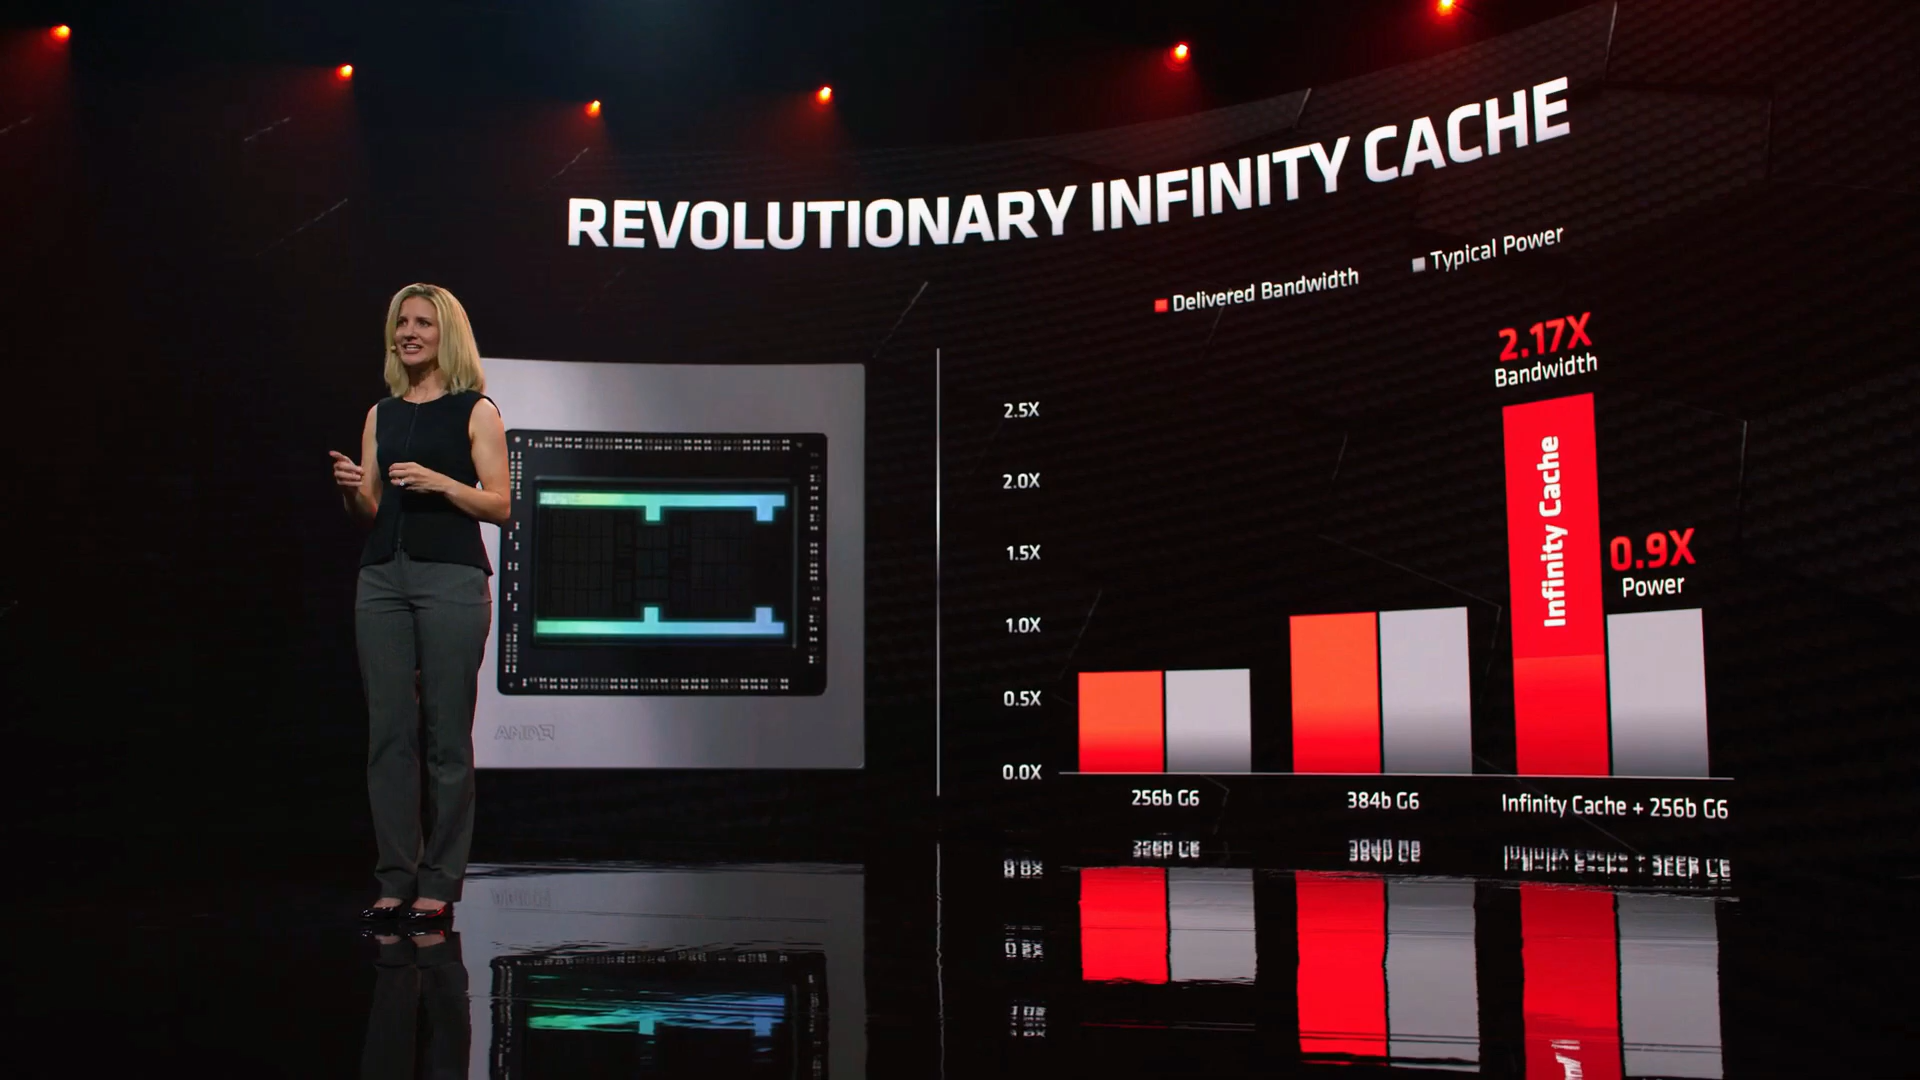 REVOLUTIONARY INFINITY CACHE
Delivered Bandwidth
Typical Power
2.17X
Bandwidth
0.9X
Power
Infinity Cache
2.5X
2.0X
1.5X
1.0X
0.5X
0.0X
256b G6
384b G6
Infinity Cache + 256b G6
AMD